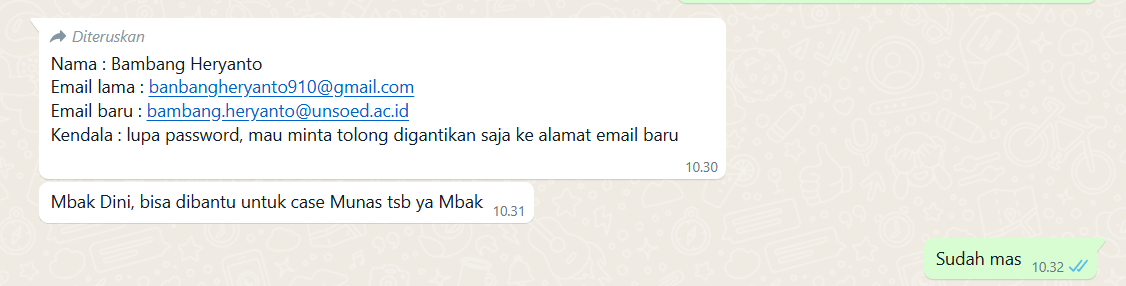 Diteruskan
Nama : Bambang Heryanto
Email lama : banbangheryanto910@gmail.com
Email baru : bambang.heryanto@unsoed.ac.id
Kendala : lupa password, mau minta tolong digantikan saja ke alamat email baru
10.30
Mbak Dini, bisa dibantu untuk case Munas tsb ya Mbak 10.31
Sudah mas 10.32